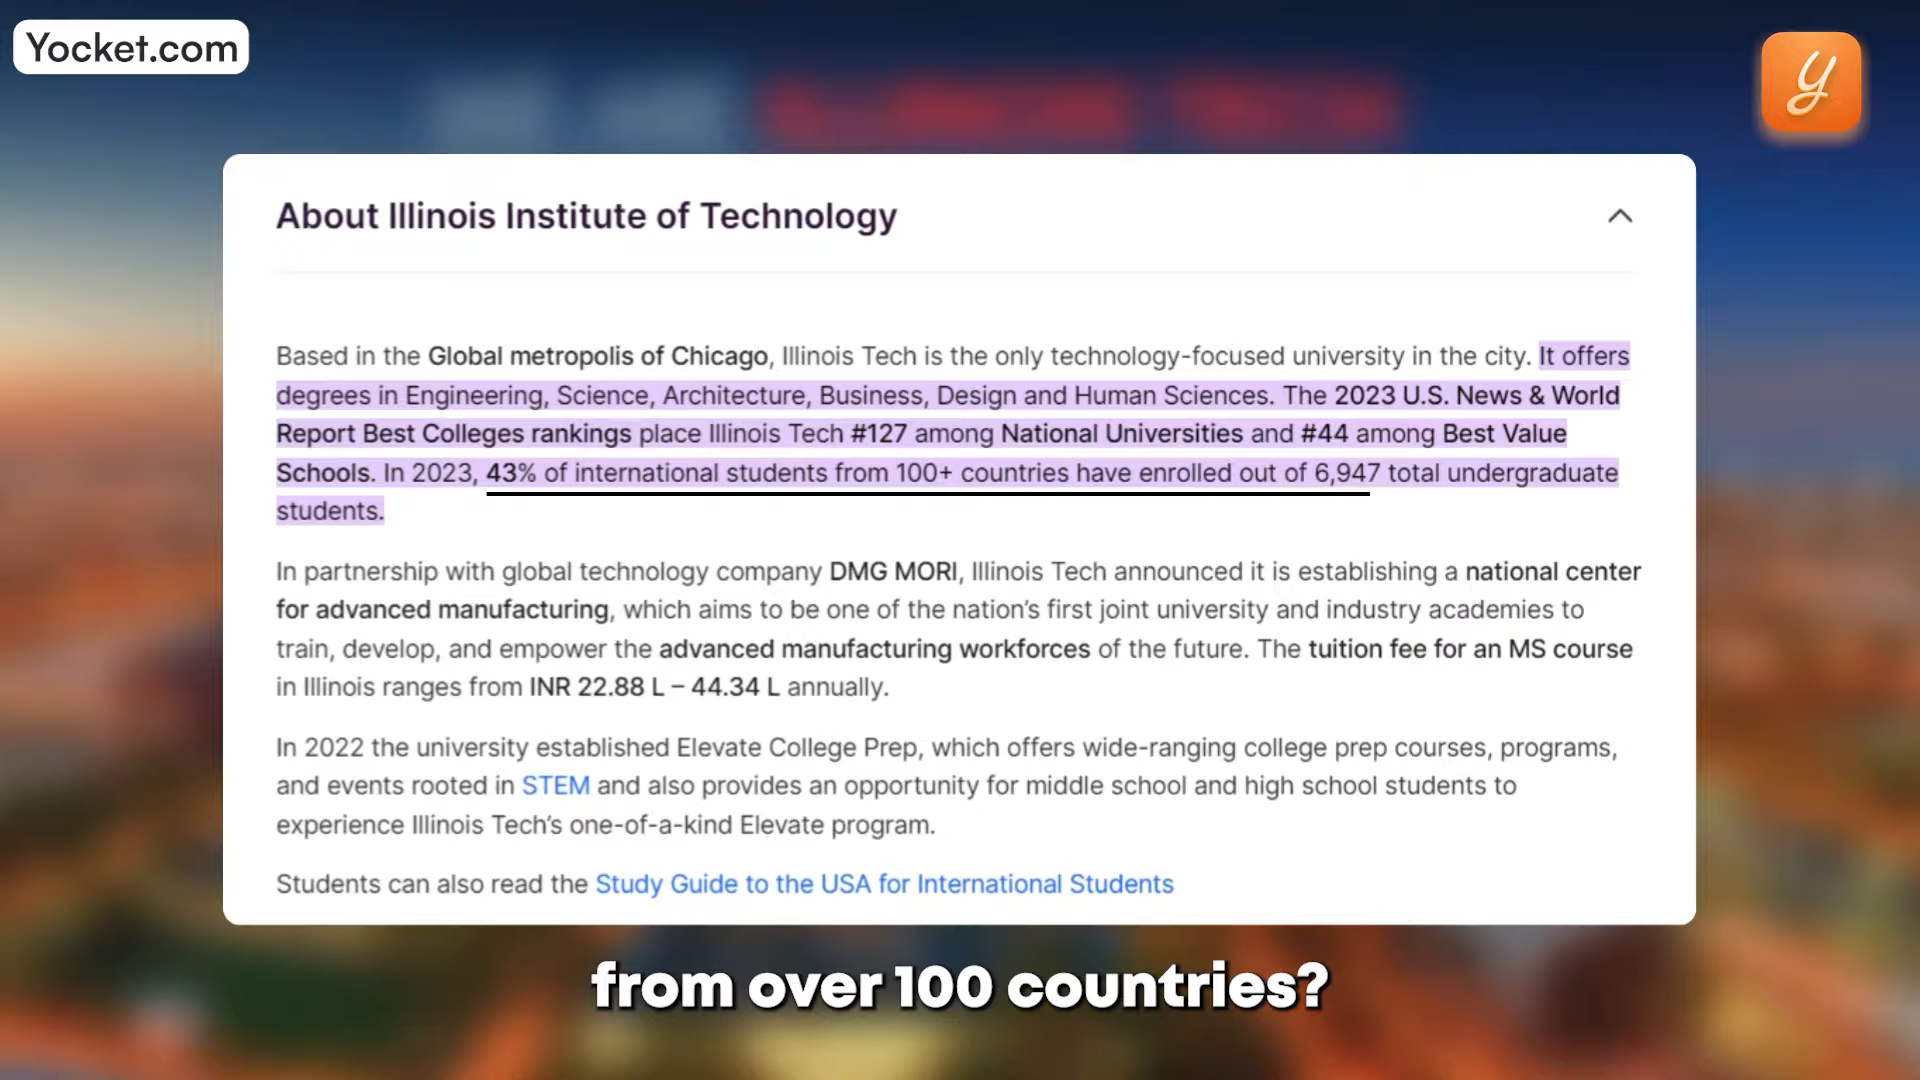 Yocket.com
y
About Illinois Institute of Technology
Based in the Global metropolis of Chicago, Illinois Tech is the only technology-focused university in the city. It offers
degrees in Engineering, Science, Architecture, Business, Design and Human Sciences. The 2023 U.S. News & World
Report Best Colleges rankings place Illinois Tech #127 among National Universities and #44 among Best Value
Schools. In 2023, 43% of international students from 100+ countries have enrolled out of 6,947 total undergraduate
students.
In partnership with global technology company DMG MORI, Illinois Tech announced it is establishing a national center
for advanced manufacturing, which aims to be one of the nation’s first joint university and industry academies to
train, develop, and empower the advanced manufacturing workforces of the future. The tuition fee for an MS course
in Illinois ranges from INR 22.88 L – 44.34 L annually.
In 2022 the university established Elevate College Prep, which offers wide-ranging college prep courses, programs,
and events rooted in STEM and also provides an opportunity for middle school and high school students to
experience Illinois Tech’s one-of-a-kind Elevate program.
Students can also read the Study Guide to the USA for International Students
from over 100 countries?